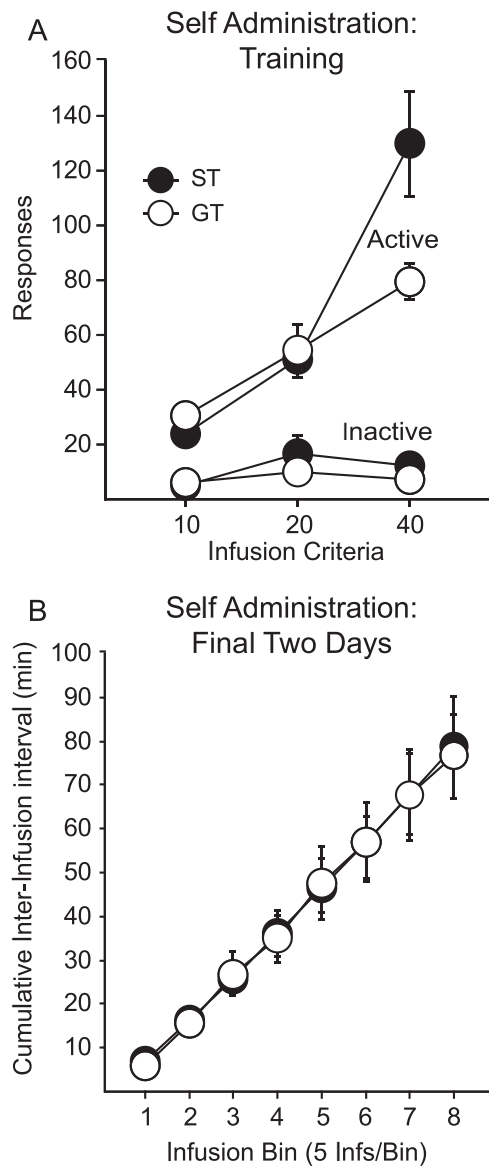 A
Self Administration:
Training
160
140
120
100
80
60
40
20
Responses
ST
GT
Active
Inactive
10 20 40
Infusion Criteria
B
Self Administration:
Final Two Days
100
90
80
70
60
50
40
30
20
10
Cumulative Inter-Infusion interval (min)
1 2 3 4 5 6 7 8
Infusion Bin (5 Infs/Bin)